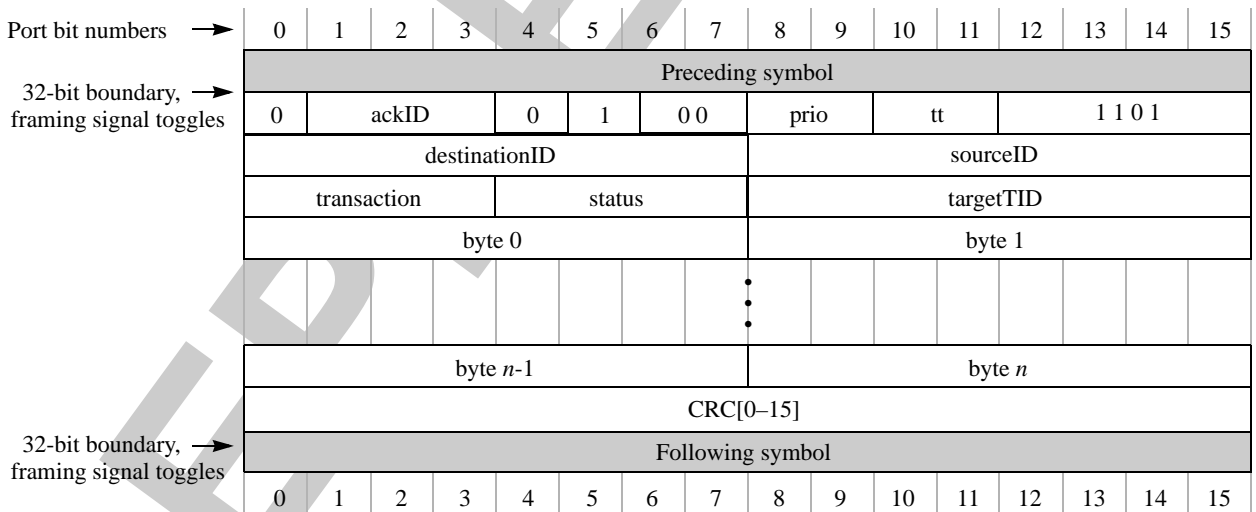 Port bit numbers 0 1 2 3 4 5 6 7 8 9 10 11 12 13 14 15
Preceding symbol
32-bit boundary,
framing signal toggles
0 ackID 0 1 0 0 prio tt 1 1 0 1
destinationID sourceID
transaction status targetTID
byte 0 byte 1
byte n-1 byte n
CRC[0–15]
32-bit boundary,
framing signal toggles
Following symbol
0 1 2 3 4 5 6 7 8 9 10 11 12 13 14 15